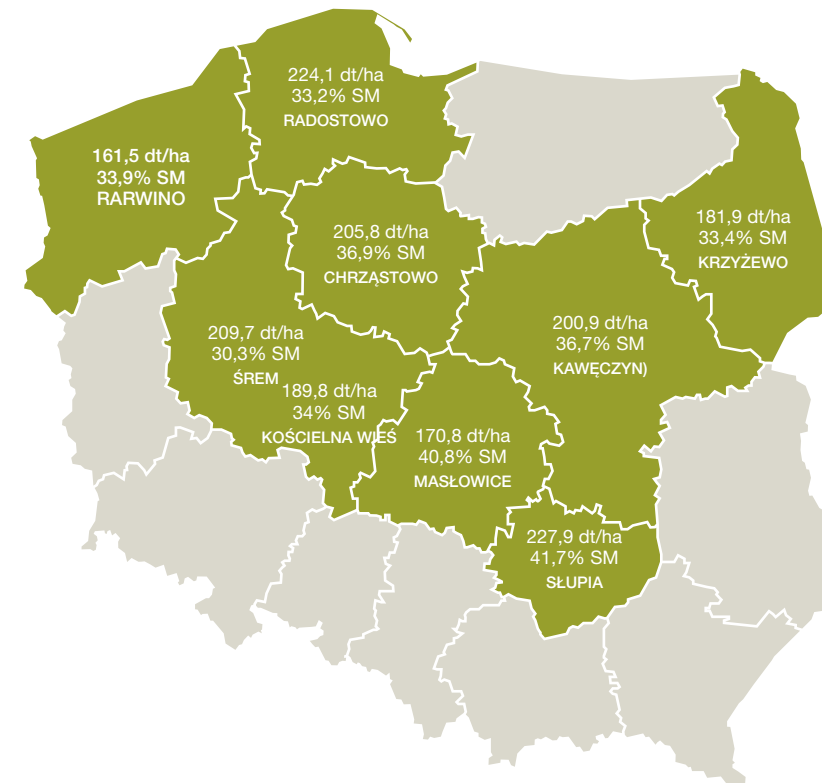 224,1 dt/ha
33,2% SM
RADOSTOWO
161,5 dt/ha
33,9% SM
RARWINO
205,8 dt/ha
36,9% SM
CHRZĄSTOWO
181,9 dt/ha
33,4% SM
KRZYŻEWO
209,7 dt/ha
30,3% SM
ŚREM
200,9 dt/ha
36,7% SM
KAWĘCZYN)
189,8 dt/ha
34% SM
KOŚCIELNA WIEŚ
170,8 dt/ha
40,8% SM
MASŁOWICE
227,9 dt/ha
41,7% SM
SŁUPIA